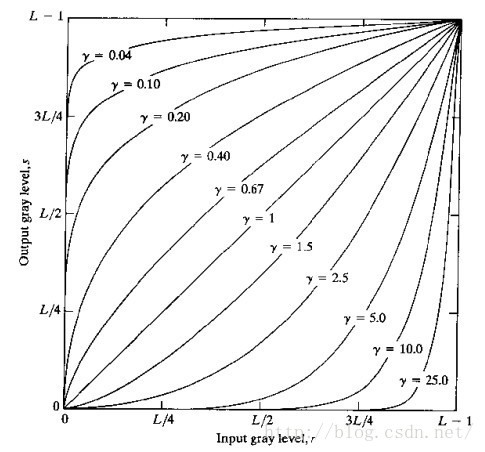 L − 1
γ = 0.04
γ = 0.10
3L/4
γ = 0.20
γ = 0.40
γ = 0.67
L/2
γ = 1
γ = 1.5
γ = 2.5
L/4
γ = 5.0
γ = 10.0
γ = 25.0
Output gray level, s
0
0 L/4 L/2 3L/4 L − 1
Input gray level, r
http://blog.csdn.net/